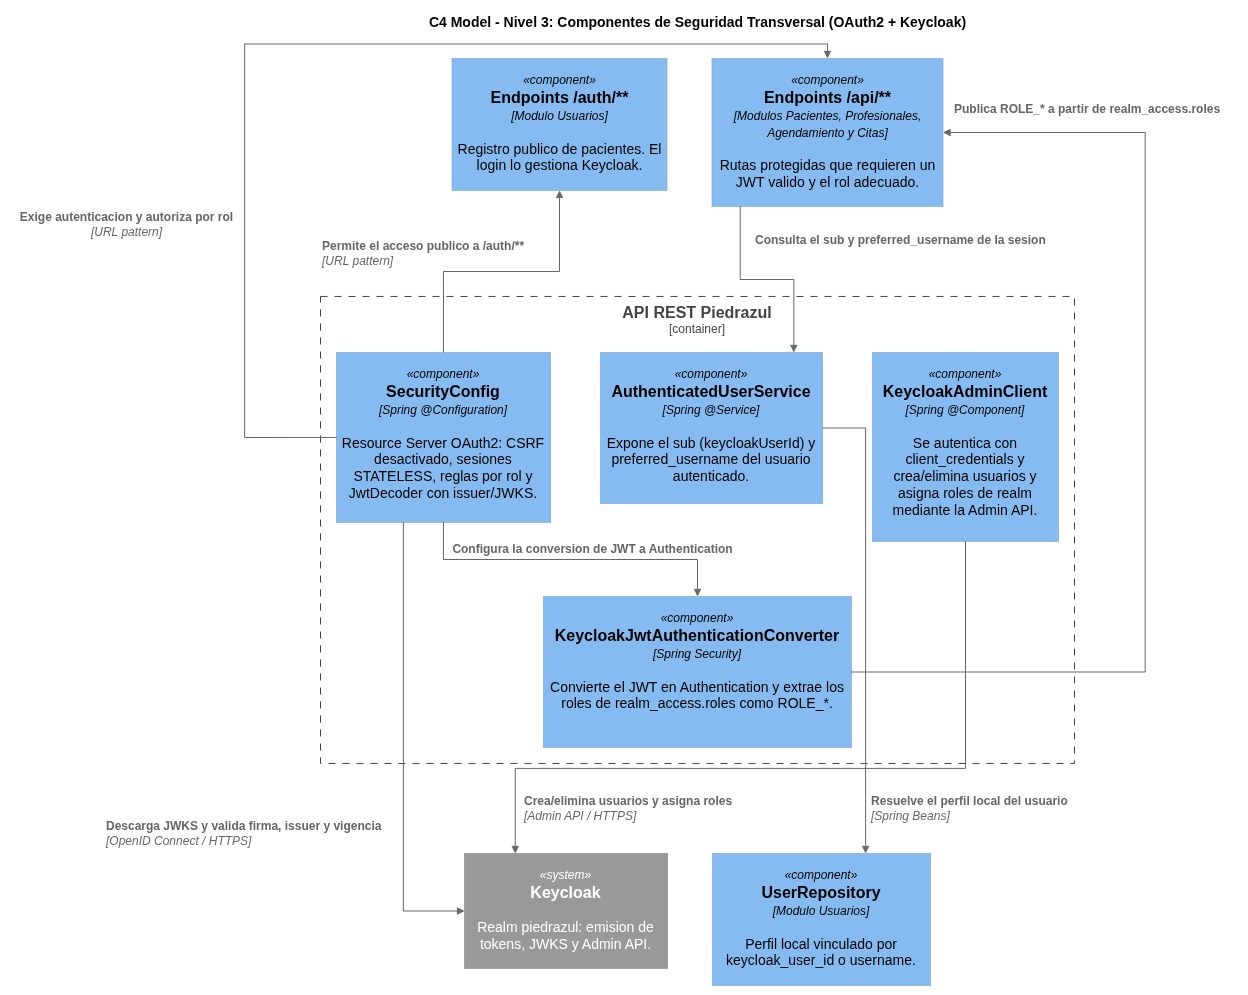 C4 Model - Nivel 3: Componentes de Seguridad Transversal (OAuth2 + Keycloak)
«component»
Endpoints /auth/**
[Modulo Usuarios]
Registro publico de pacientes. El
login lo gestiona Keycloak.
«component»
Endpoints /api/**
[Modulos Pacientes, Profesionales,
Agendamiento y Citas]
Rutas protegidas que requieren un
JWT valido y el rol adecuado.
Publica ROLE_* a partir de realm_access.roles
Exige autenticacion y autoriza por rol
[URL pattern]
Permite el acceso publico a /auth/**
[URL pattern]
Consulta el sub y preferred_username de la sesion
API REST Piedrazul
[container]
«component»
SecurityConfig
[Spring @Configuration]
Resource Server OAuth2: CSRF
desactivado, sesiones
STATELESS, reglas por rol y
JwtDecoder con issuer/JWKS.
«component»
AuthenticatedUserService
[Spring @Service]
Expone el sub (keycloakUserId) y
preferred_username del usuario
autenticado.
«component»
KeycloakAdminClient
[Spring @Component]
Se autentica con
client_credentials y
crea/elimina usuarios y
asigna roles de realm
mediante la Admin API.
Configura la conversion de JWT a Authentication
«component»
KeycloakJwtAuthenticationConverter
[Spring Security]
Convierte el JWT en Authentication y extrae los
roles de realm_access.roles como ROLE_*.
Crea/elimina usuarios y asigna roles
[Admin API / HTTPS]
Resuelve el perfil local del usuario
[Spring Beans]
Descarga JWKS y valida firma, issuer y vigencia
[OpenID Connect / HTTPS]
«system»
Keycloak
Realm piedrazul: emision de
tokens, JWKS y Admin API.
«component»
UserRepository
[Modulo Usuarios]
Perfil local vinculado por
keycloak_user_id o username.